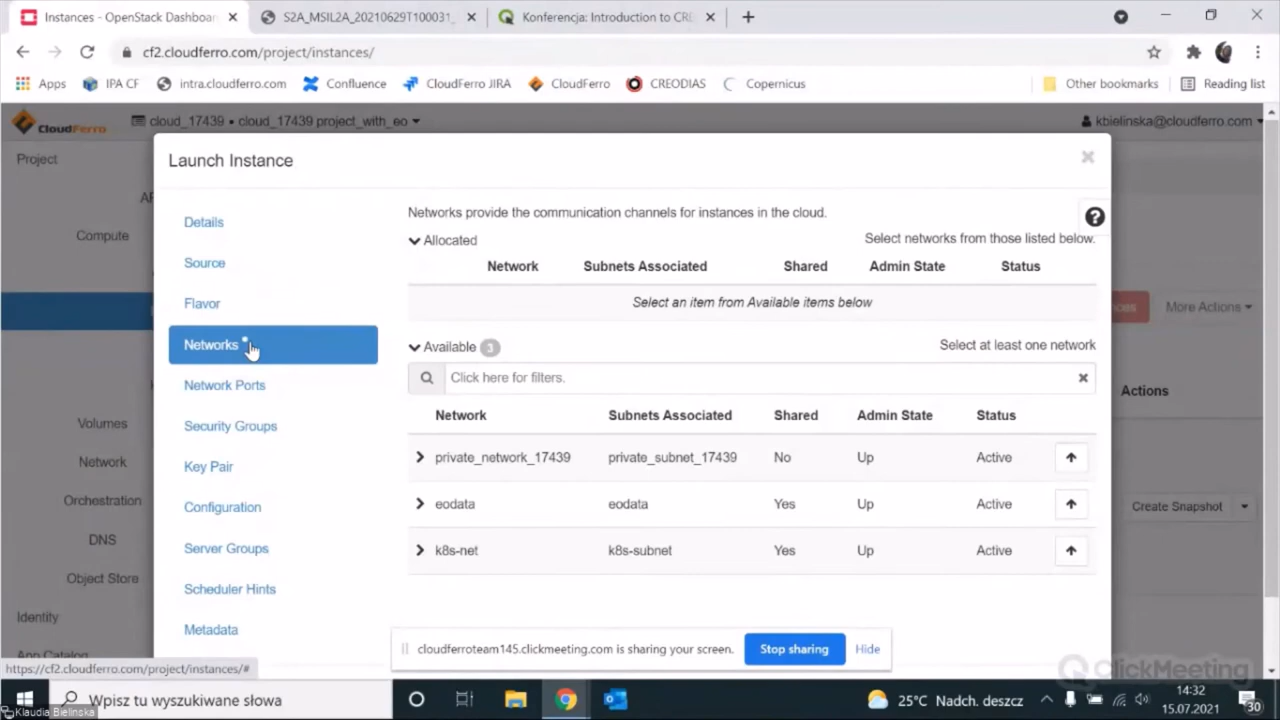 Instances - OpenStack Dashboar
S2A_MSIL2A_20210629T100031_
Konferencja: Introduction to CRE
cf2.cloudferro.com/project/instances/
Apps IPA CF intra.cloudferro.com Confluence CloudFerro JIRA CloudFerro CREODIAS Copernicus Other bookmarks Reading list
CloudFerro cloud_17439 • cloud_17439 project_with_eo kbielinska@cloudferro.com
Project
Compute
Volumes
Network
Orchestration
DNS
Object Store
Identity
App Catalog
Launch Instance
Details
Source
Flavor
Networks
Network Ports
Security Groups
Key Pair
Configuration
Server Groups
Scheduler Hints
Metadata
Networks provide the communication channels for instances in the cloud.
Allocated
Select networks from those listed below.
Network Subnets Associated Shared Admin State Status
Select an item from Available items below
Available 3
Select at least one network
Click here for filters.
Network Subnets Associated Shared Admin State Status
private_network_17439 private_subnet_17439 No Up Active
eodata eodata Yes Up Active
k8s-net k8s-subnet Yes Up Active
More Actions
Actions
Create Snapshot
cloudferroteam145.clickmeeting.com is sharing your screen.
Stop sharing
Hide
https://cf2.cloudferro.com/project/instances/#
ClickMeeting
Wpisz tu wyszukiwane słowa
25°C Nadch. deszcz
14:32
15.07.2021
30
Klaudia Bielinska